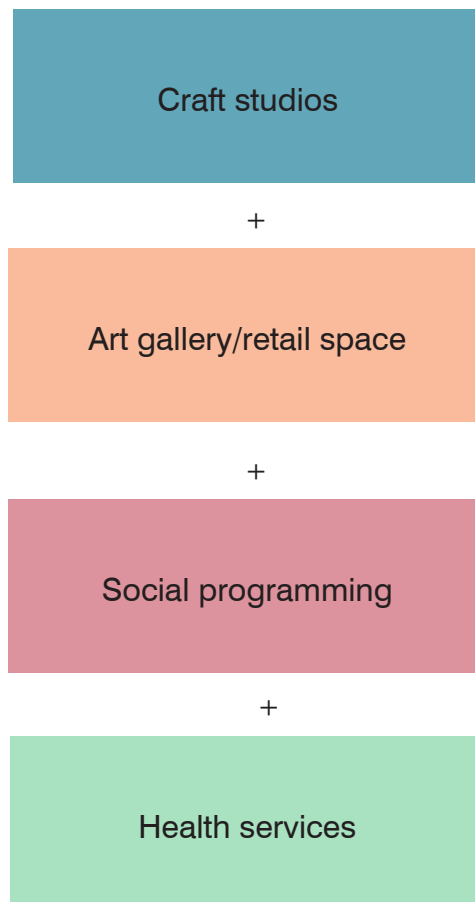 Craft studios
+
Art gallery/retail space
+
Social programming
+
Health services